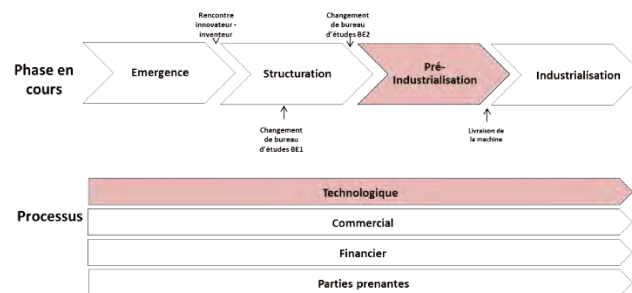 Rencontre
innovateur -
inventeur
Changement
de bureau
d'études BE2
Phase en
cours
Emergence
Structuration
Pré-
Industrialisation
Industrialisation
Changement
de bureau
d'études BE1
Livraison de
la machine
Processus
Technologique
Commercial
Financier
Parties prenantes